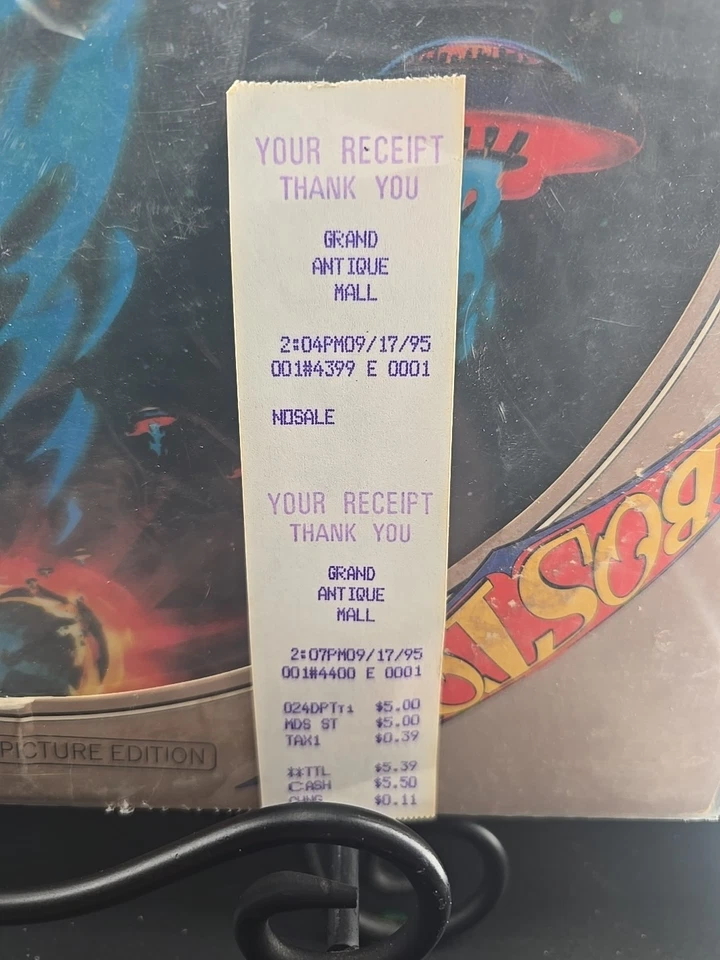 YOUR RECEIPT
THANK YOU
GRAND
ANTIQUE
MALL
2:04PM09/17/95
001#4399 E 0001
NOSALE
YOUR RECEIPT
THANK YOU
GRAND
ANTIQUE
MALL
2:07PM09/17/95
001#4400 E 0001
024DPTT1 $5.00
MDS ST $5.00
TAX1 $0.39
**TTL $5.39
CASH $5.50
CHNG $0.11
PICTURE EDITION
BOSTO